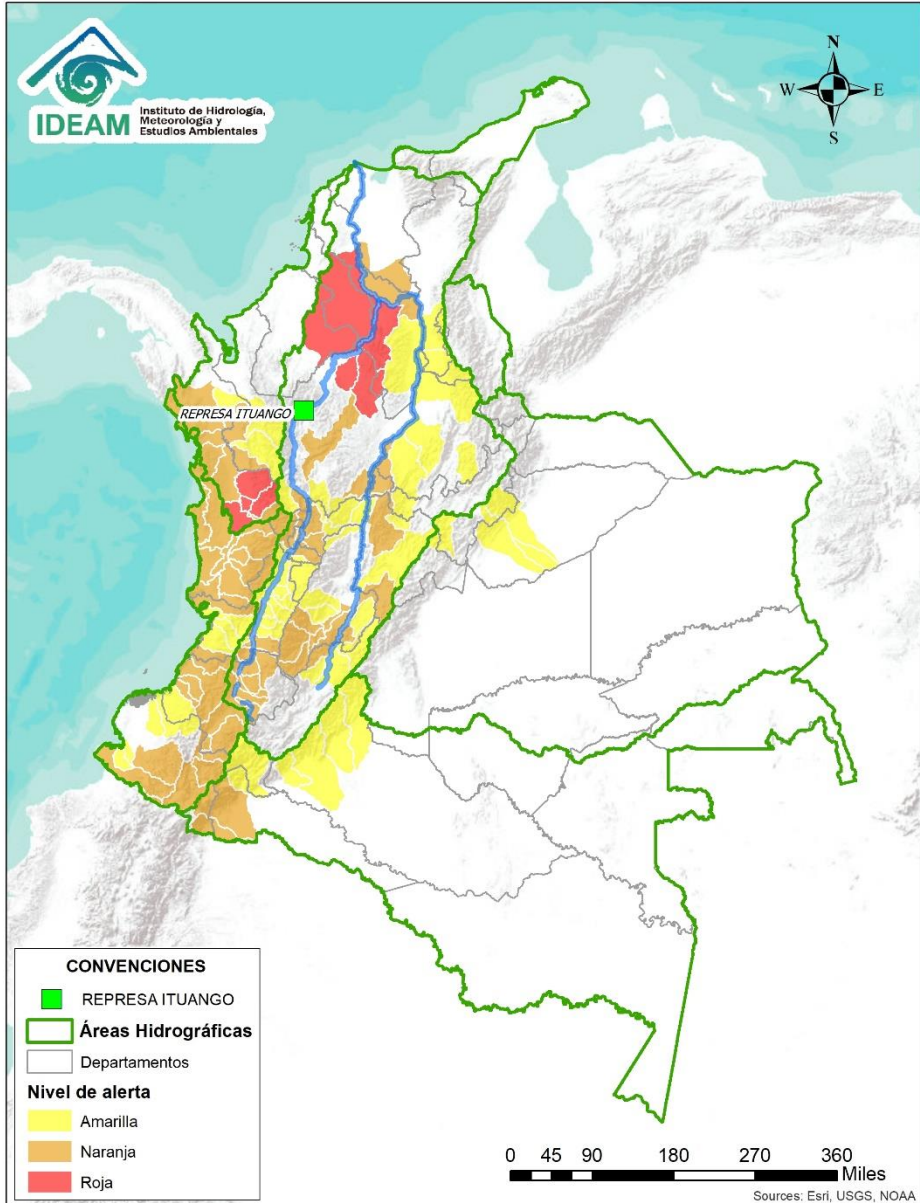 IDEAM
Instituto de Hidrología,
Meteorología y
Estudios Ambientales
N
W
E
S
REPRESA ITUANGO
CONVENCIONES
REPRESA ITUANGO
Áreas Hidrográficas
Departamentos
Nivel de alerta
Amarilla
Naranja
Roja
0 45 90 180 270 360
Miles
Sources: Esri, USGS, NOAA